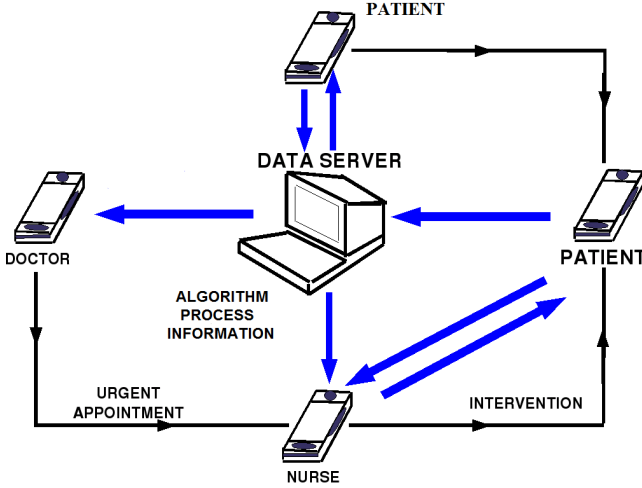 PATIENT
DATA SERVER
DOCTOR
PATIENT
ALGORITHM
PROCESS
INFORMATION
URGENT
APPOINTMENT
INTERVENTION
NURSE